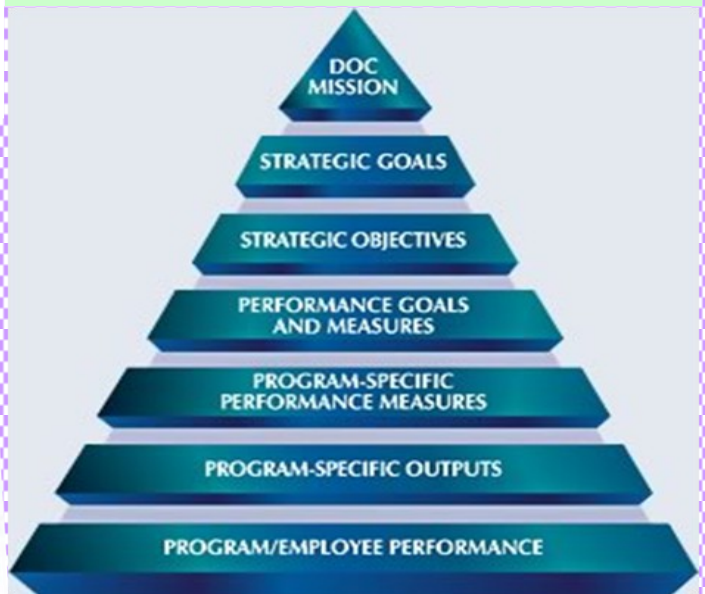 DOC
MISSION
STRATEGIC GOALS
STRATEGIC OBJECTIVES
PERFORMANCE GOALS
AND MEASURES
PROGRAM-SPECIFIC
PERFORMANCE MEASURES
PROGRAM-SPECIFIC OUTPUTS
PROGRAM/EMPLOYEE PERFORMANCE